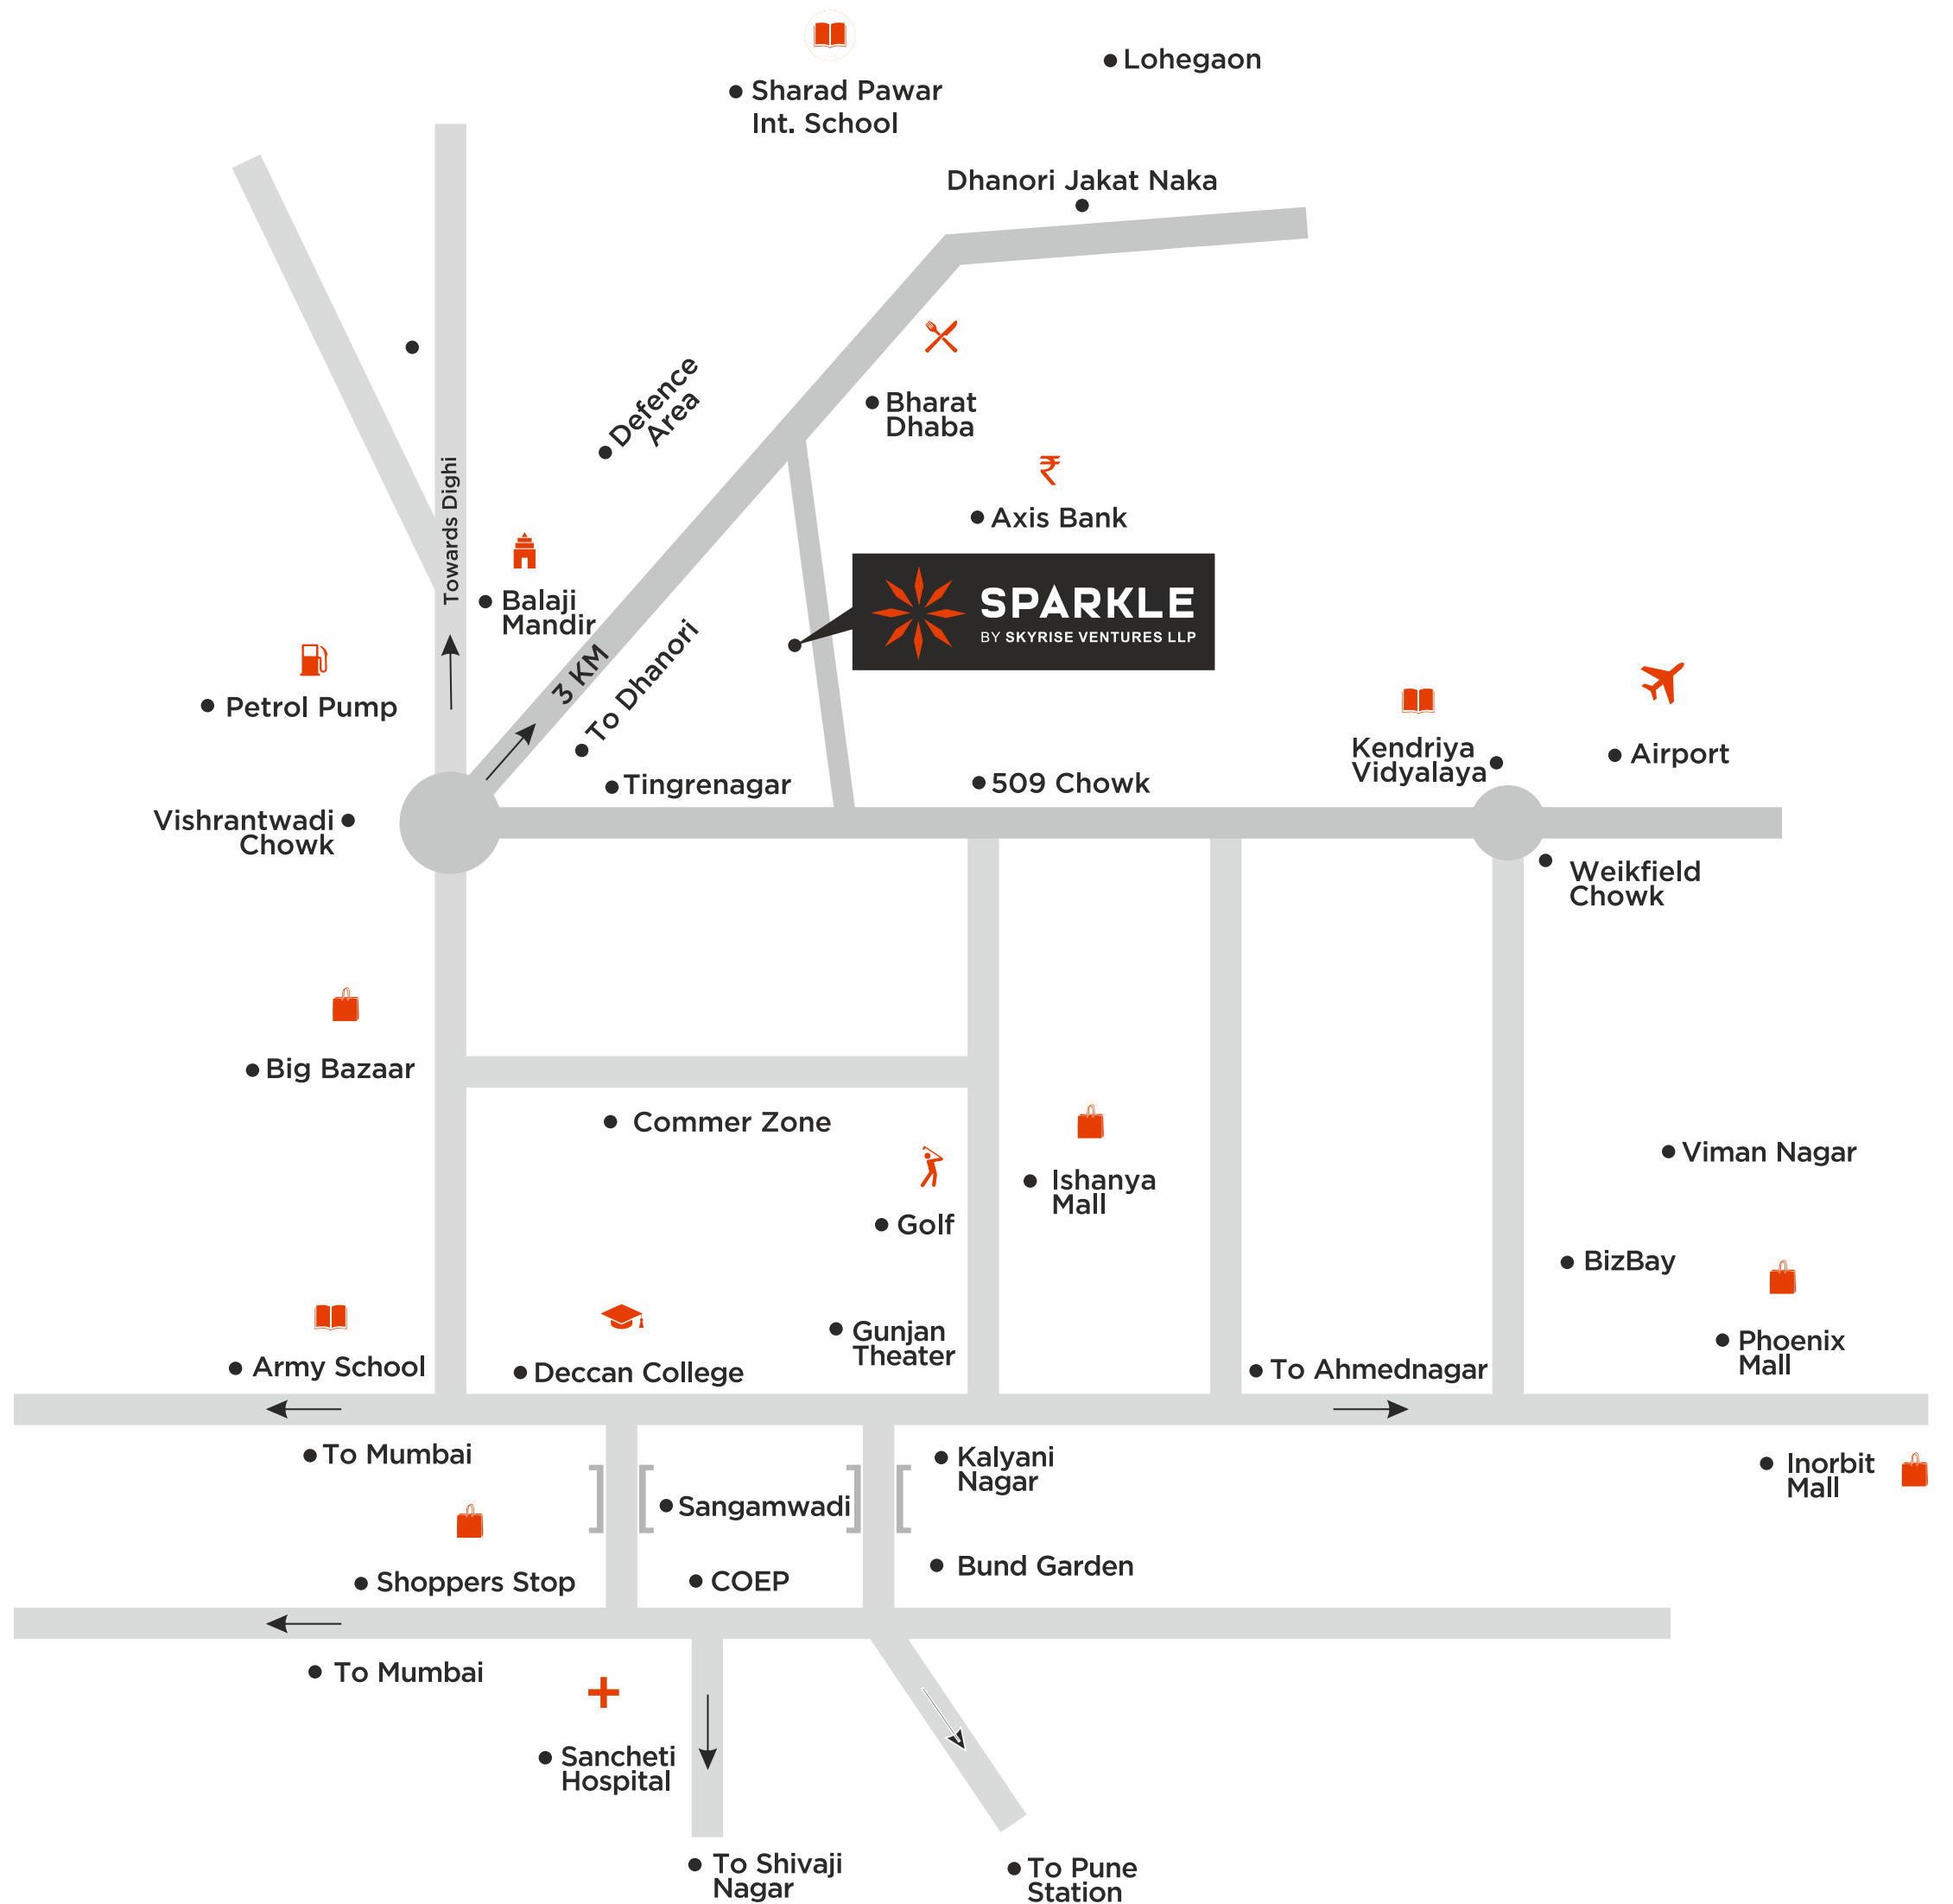 Lohegaon
Sharad Pawar
Int. School
Dhanori Jakat Naka
Defence
Area
Bharat
Dhaba
Towards Dighi
Axis Bank
Balaji
Mandir
SPARKLE
BY SKYRISE VENTURES LLP
3 KM
To Dhanori
Petrol Pump
Kendriya
Vidyalaya
Airport
Tingrenagar
509 Chowk
Vishrantwadi
Chowk
Weikfield
Chowk
Big Bazaar
Commer Zone
Viman Nagar
Ishanya
Mall
Golf
BizBay
Gunjan
Theater
Phoenix
Mall
Army School
Deccan College
To Ahmednagar
To Mumbai
Kalyani
Nagar
Inorbit
Mall
Sangamwadi
Shoppers Stop
COEP
Bund Garden
To Mumbai
Sancheti
Hospital
To Shivaji
Nagar
To Pune
Station